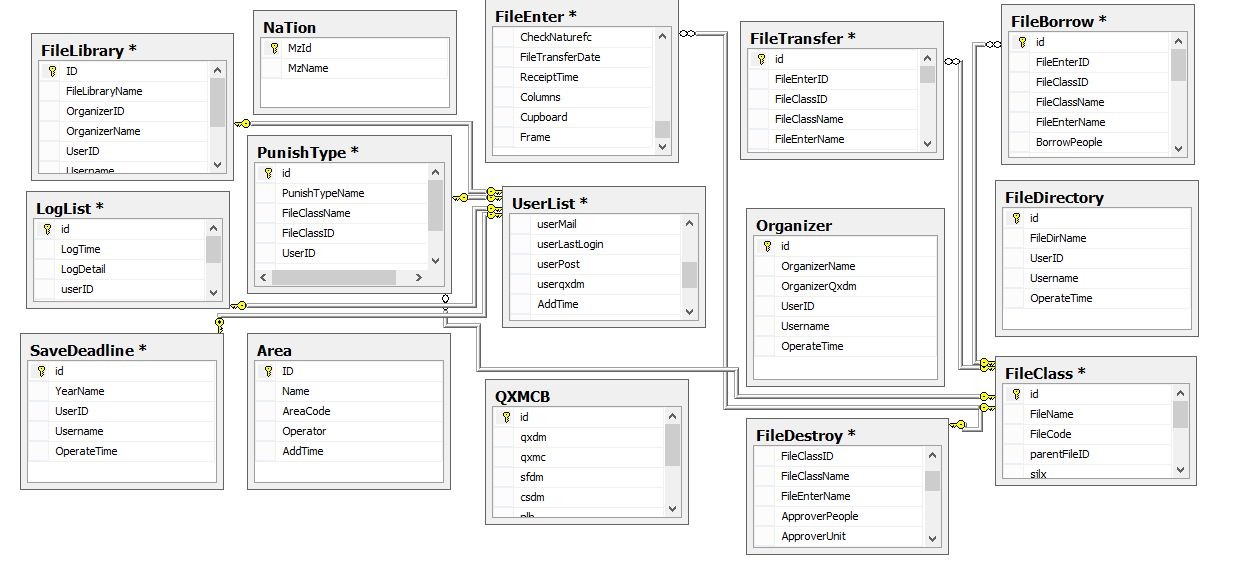 FileLibrary *
ID
FileLibraryName
OrganizerID
OrganizerName
UserID
Username
NaTion
MzId
MzName
FileEnter *
CheckNaturefc
FileTransferDate
ReceiptTime
Columns
Cupboard
Frame
FileTransfer *
id
FileEnterID
FileClassID
FileClassName
FileEnterName
FileBorrow *
id
FileEnterID
FileClassID
FileClassName
FileEnterName
BorrowPeople
PunishType *
id
PunishTypeName
FileClassName
FileClassID
UserID
LogList *
id
LogTime
LogDetail
userID
UserList *
userMail
userLastLogin
userPost
userqxdm
AddTime
Organizer
id
OrganizerName
OrganizerQxdm
UserID
Username
OperateTime
FileDirectory
id
FileDirName
UserID
Username
OperateTime
SaveDeadline *
id
YearName
UserID
Username
OperateTime
Area
ID
Name
AreaCode
Operator
AddTime
QXMCB
id
qxdm
qxmc
sfdm
csdm
FileDestroy *
FileClassID
FileClassName
FileEnterName
ApproverPeople
ApproverUnit
FileClass *
id
FileName
FileCode
parentFileID
silx